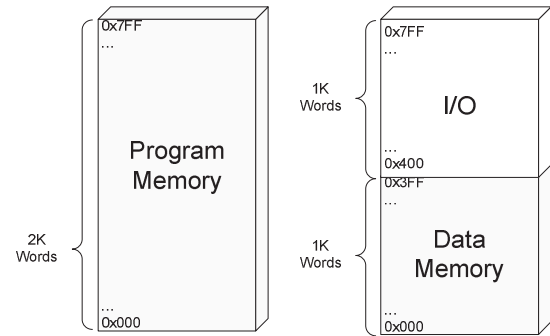 0x7FF
...
Program
Memory
2K
Words
...
0x000
0x7FF
...
1K
Words
I/O
...
0x400
0x3FF
...
1K
Words
Data
Memory
...
0x000